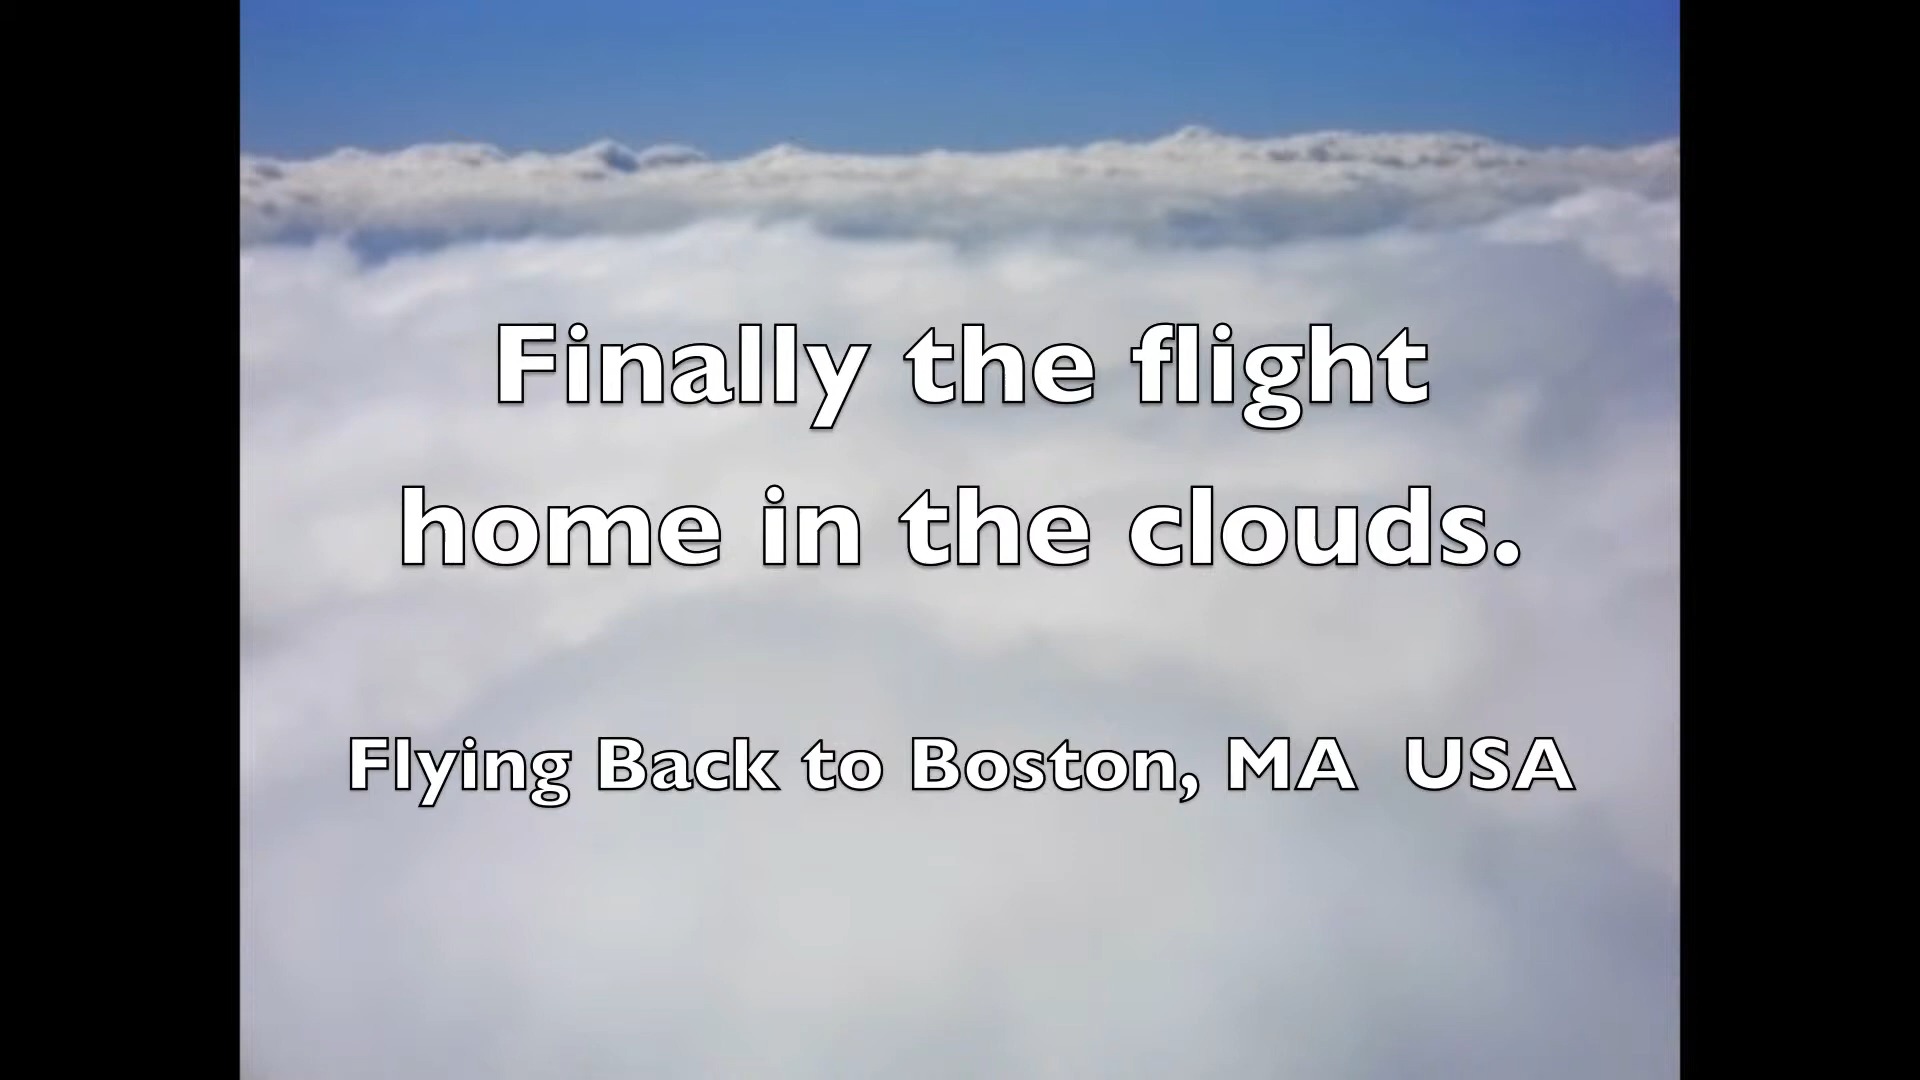 Finally the flight
home in the clouds.
Flying Back to Boston, MA  USA